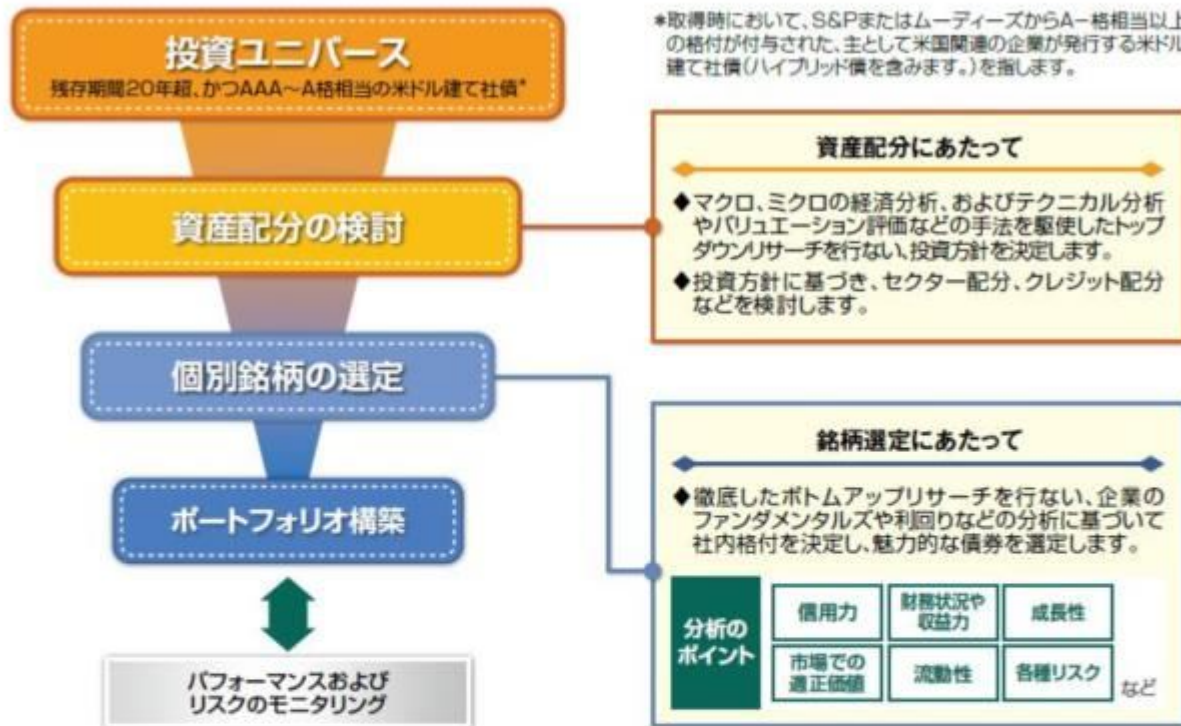 投資ユニバース
残存期間20年超、かつAAA～A格相当の米ドル建て社債*
*取得時において、S&PまたはムーディーズからA－格相当以上
の格付が付与された、主として米国関連の企業が発行する米ドル
建て社債(ハイブリッド債を含みます。)を指します。
資産配分の検討
資産配分にあたって
◆マクロ、ミクロの経済分析、およびテクニカル分析
やバリュエーション評価などの手法を駆使したトップ
ダウンリサーチを行ない、投資方針を決定します。
◆投資方針に基づき、セクター配分、クレジット配分
などを検討します。
個別銘柄の選定
銘柄選定にあたって
◆徹底したボトムアップリサーチを行ない、企業の
ファンダメンタルズや利回りなどの分析に基づいて
社内格付を決定し、魅力的な債券を選定します。
分析の
ポイント
信用力
財務状況や
収益力
成長性
市場での
適正価値
流動性
各種リスク
など
ポートフォリオ構築
パフォーマンスおよび
リスクのモニタリング